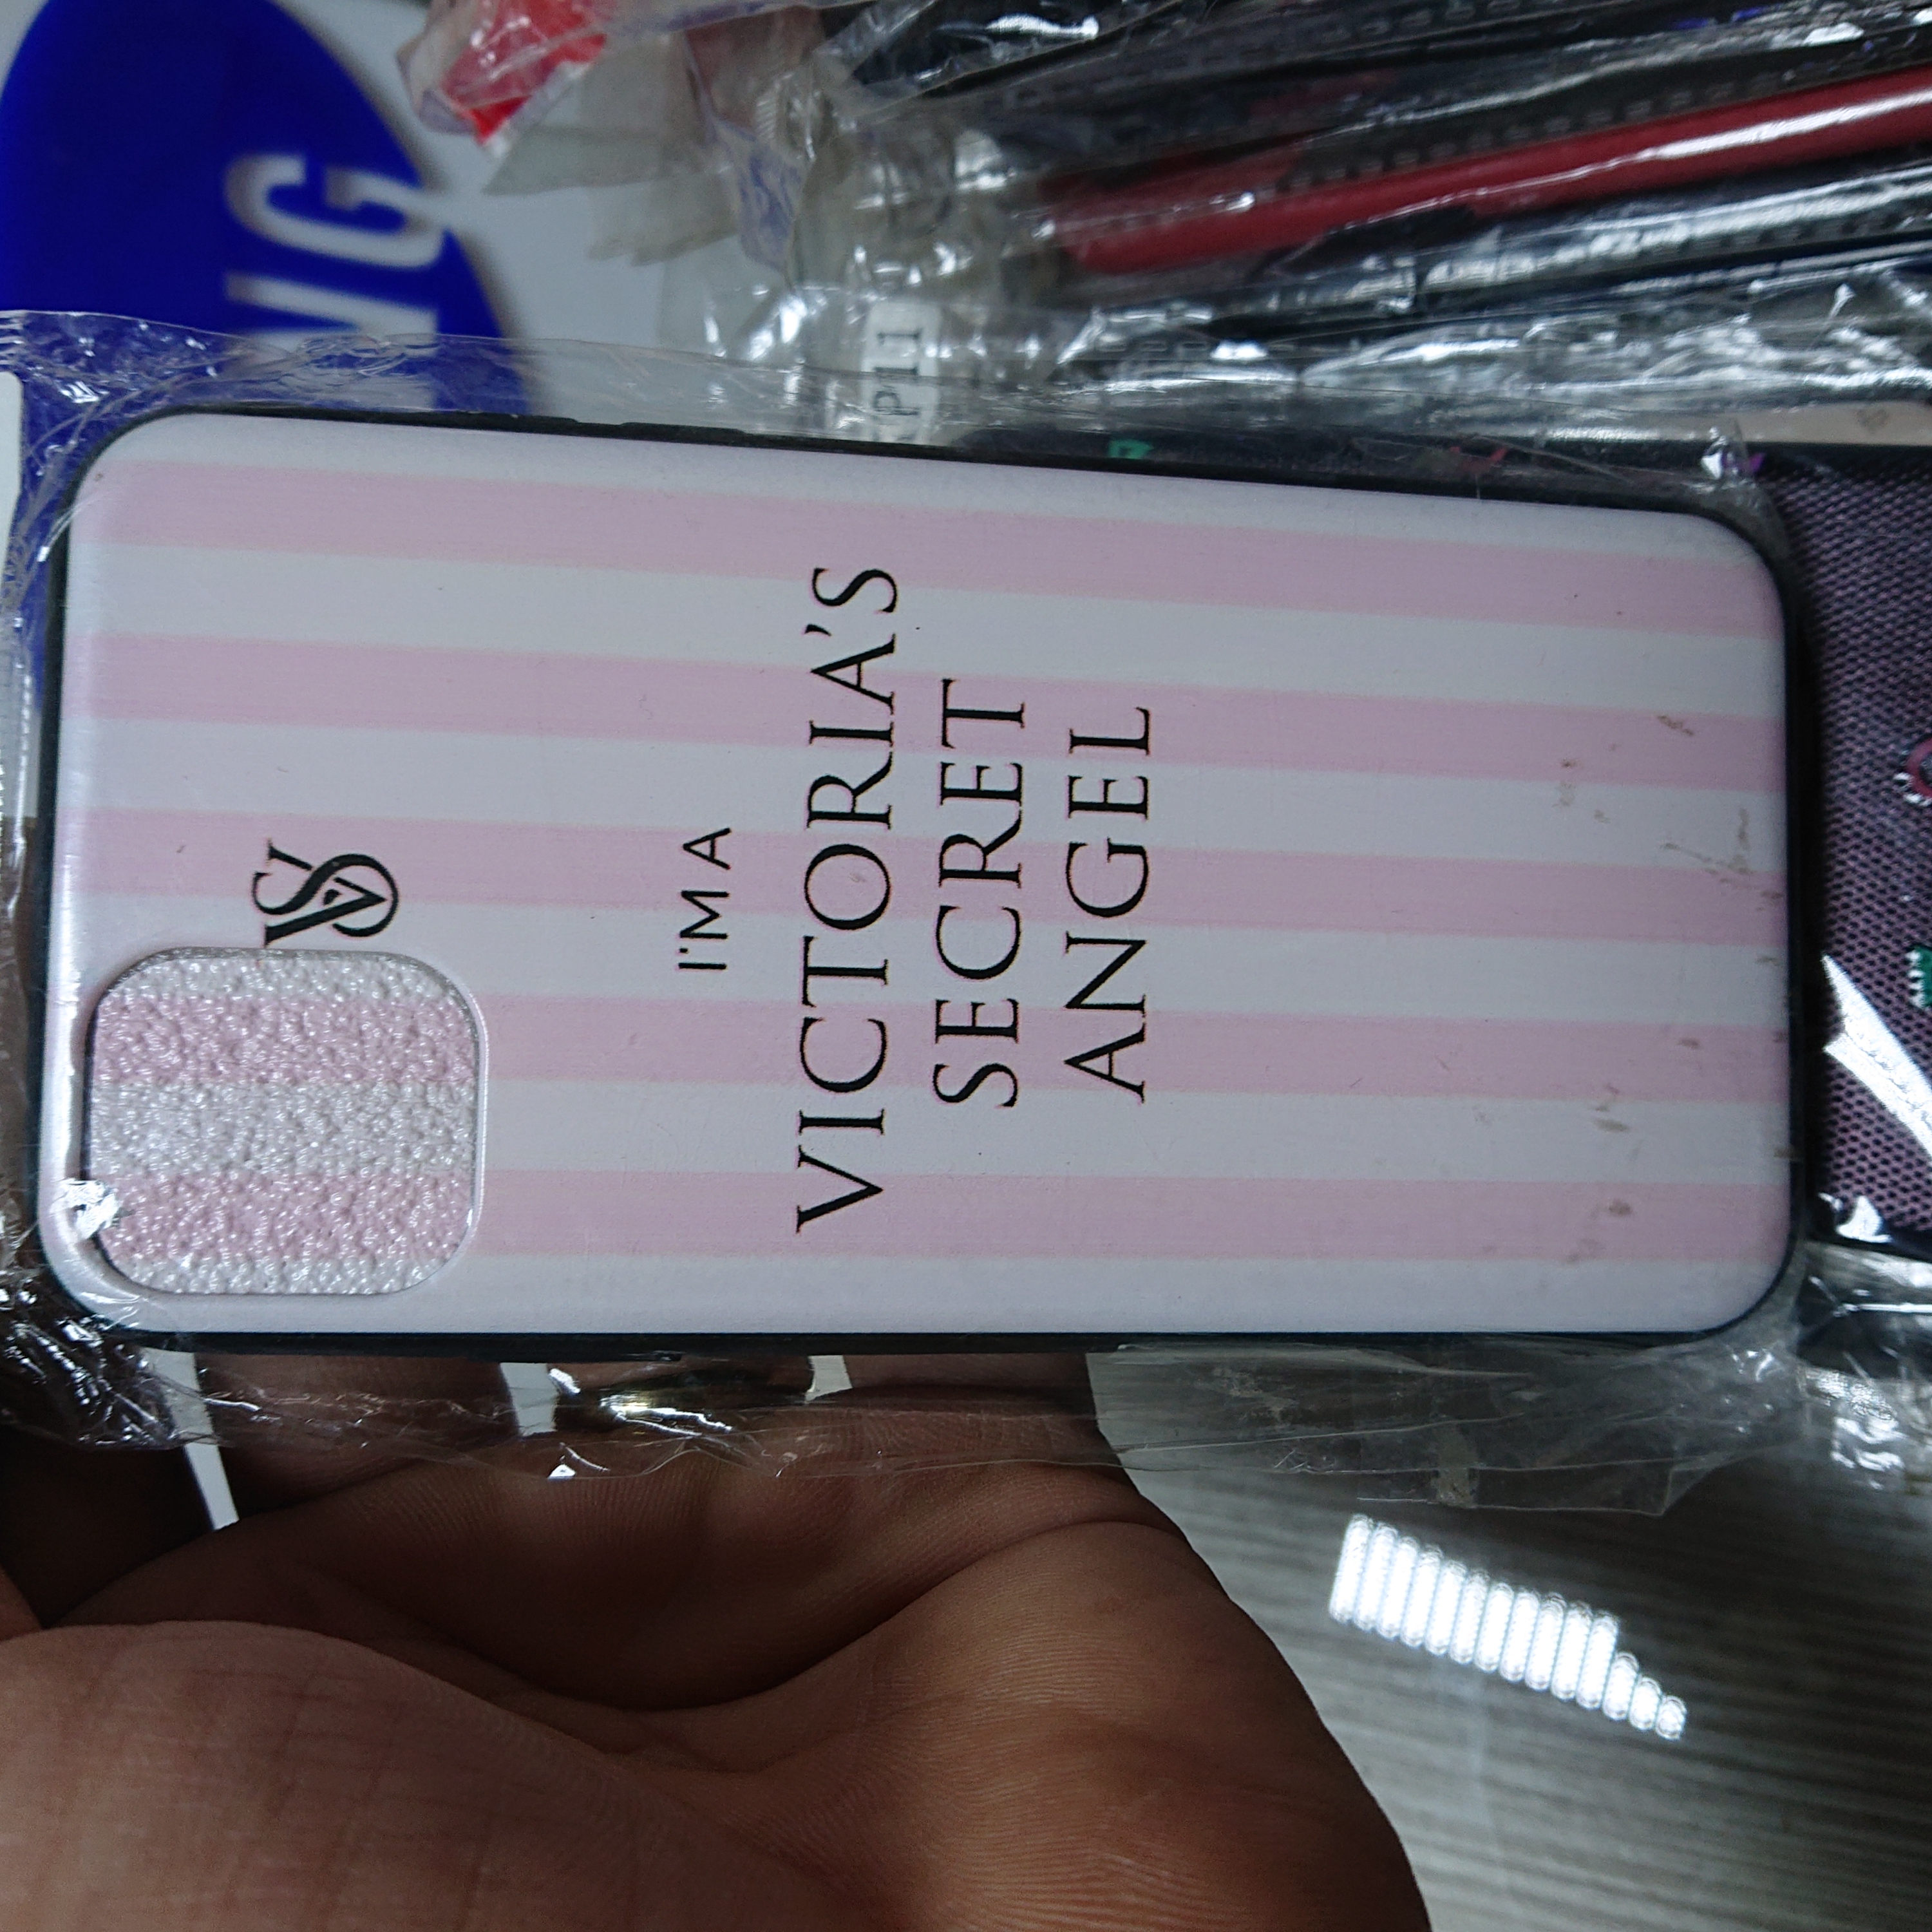 VS
I'M A
VICTORIA'S
SECRET
ANGEL